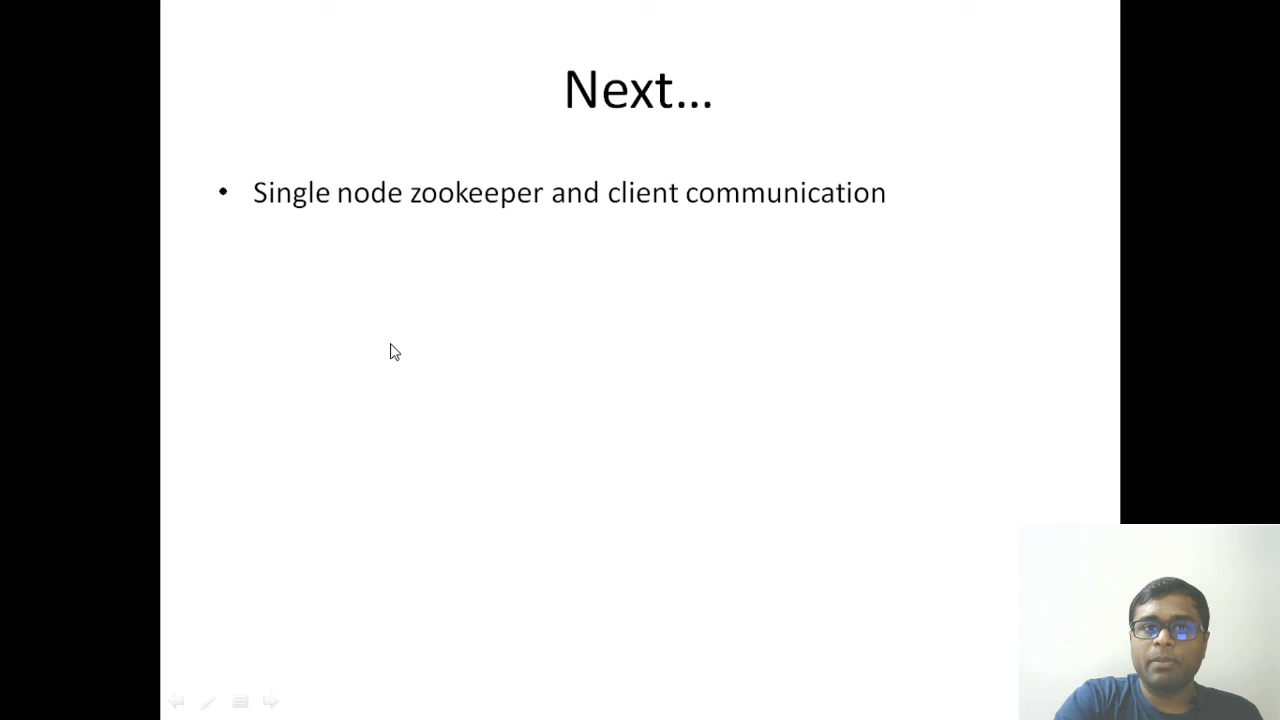 Next…
• Single node zookeeper and client communication